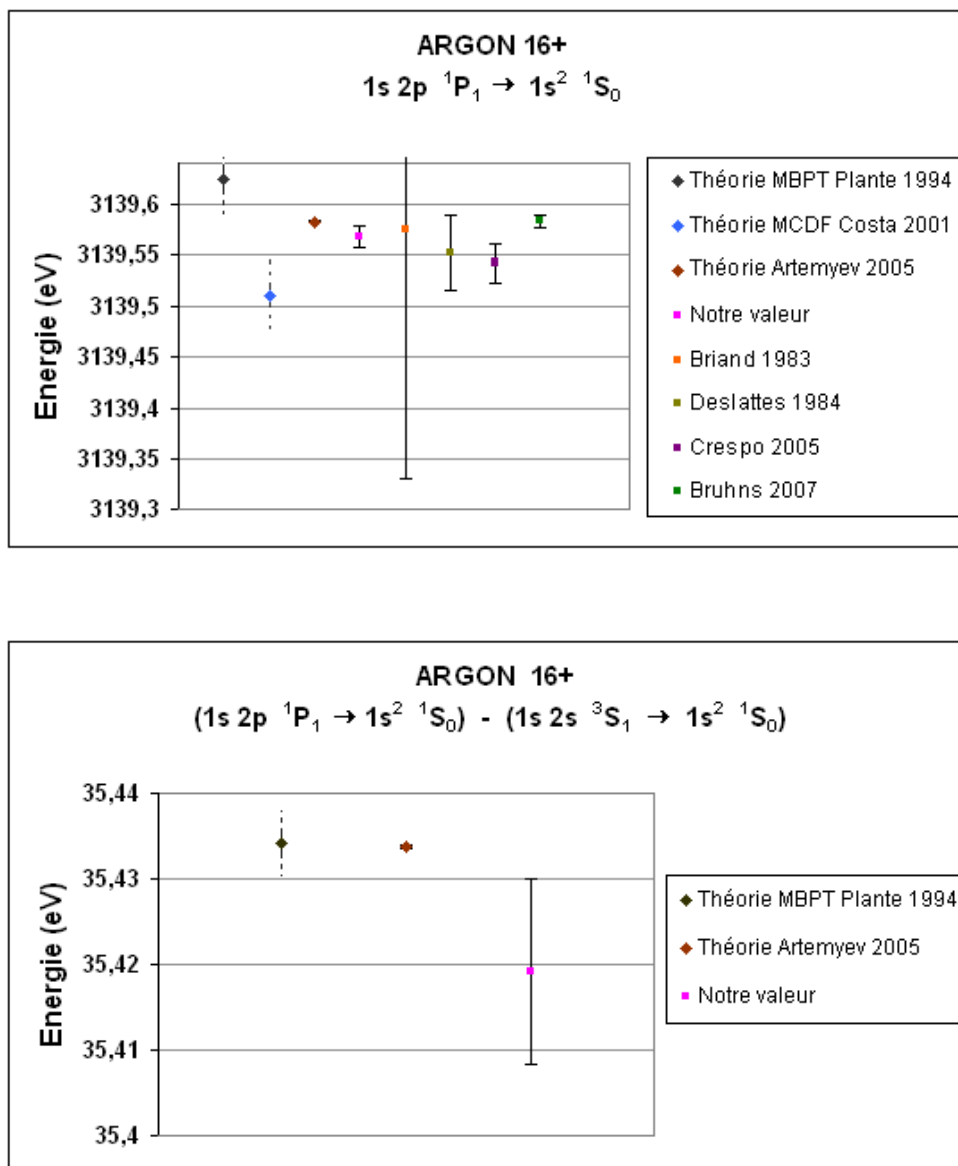 ARGON 16+
1s 2p ¹P₁ → 1s² ¹S₀
Energie (eV)
3139,6
3139,55
3139,5
3139,45
3139,4
3139,35
3139,3
Théorie MBPT Plante 1994
Théorie MCDF Costa 2001
Théorie Artemyev 2005
Notre valeur
Briand 1983
Deslattes 1984
Crespo 2005
Bruhns 2007
ARGON 16+
(1s 2p ¹P₁ → 1s² ¹S₀) - (1s 2s ³S₁ → 1s² ¹S₀)
Energie (eV)
35,44
35,43
35,42
35,41
35,4
Théorie MBPT Plante 1994
Théorie Artemyev 2005
Notre valeur